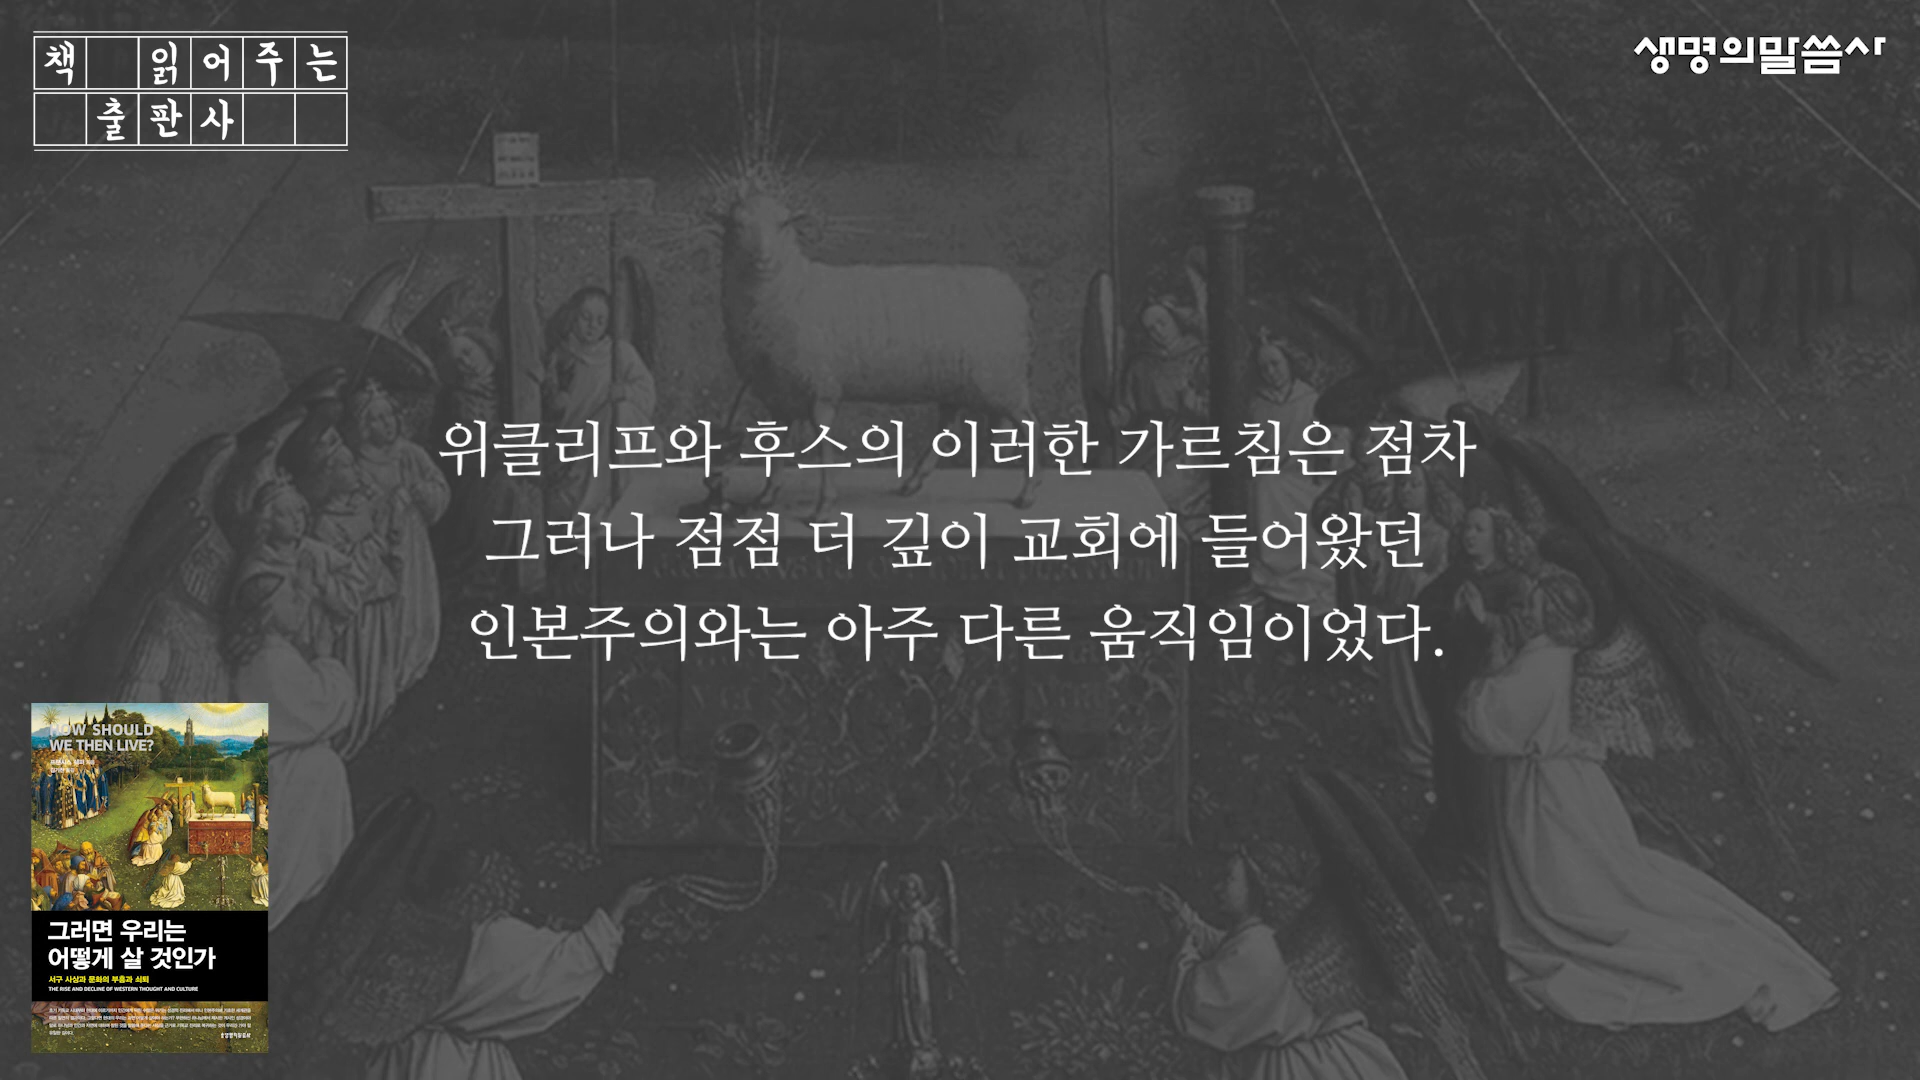 책 읽어주는
출판사
생명의말씀사
위클리프와 후스의 이러한 가르침은 점차
그러나 점점 더 깊이 교회에 들어왔던
인본주의와는 아주 다른 움직임이었다.
HOW SHOULD
WE THEN LIVE?
그러면 우리는
어떻게 살 것인가
서구 사상과 문화의 부흥과 쇠퇴
THE RISE AND DECLINE OF WESTERN THOUGHT AND CULTURE